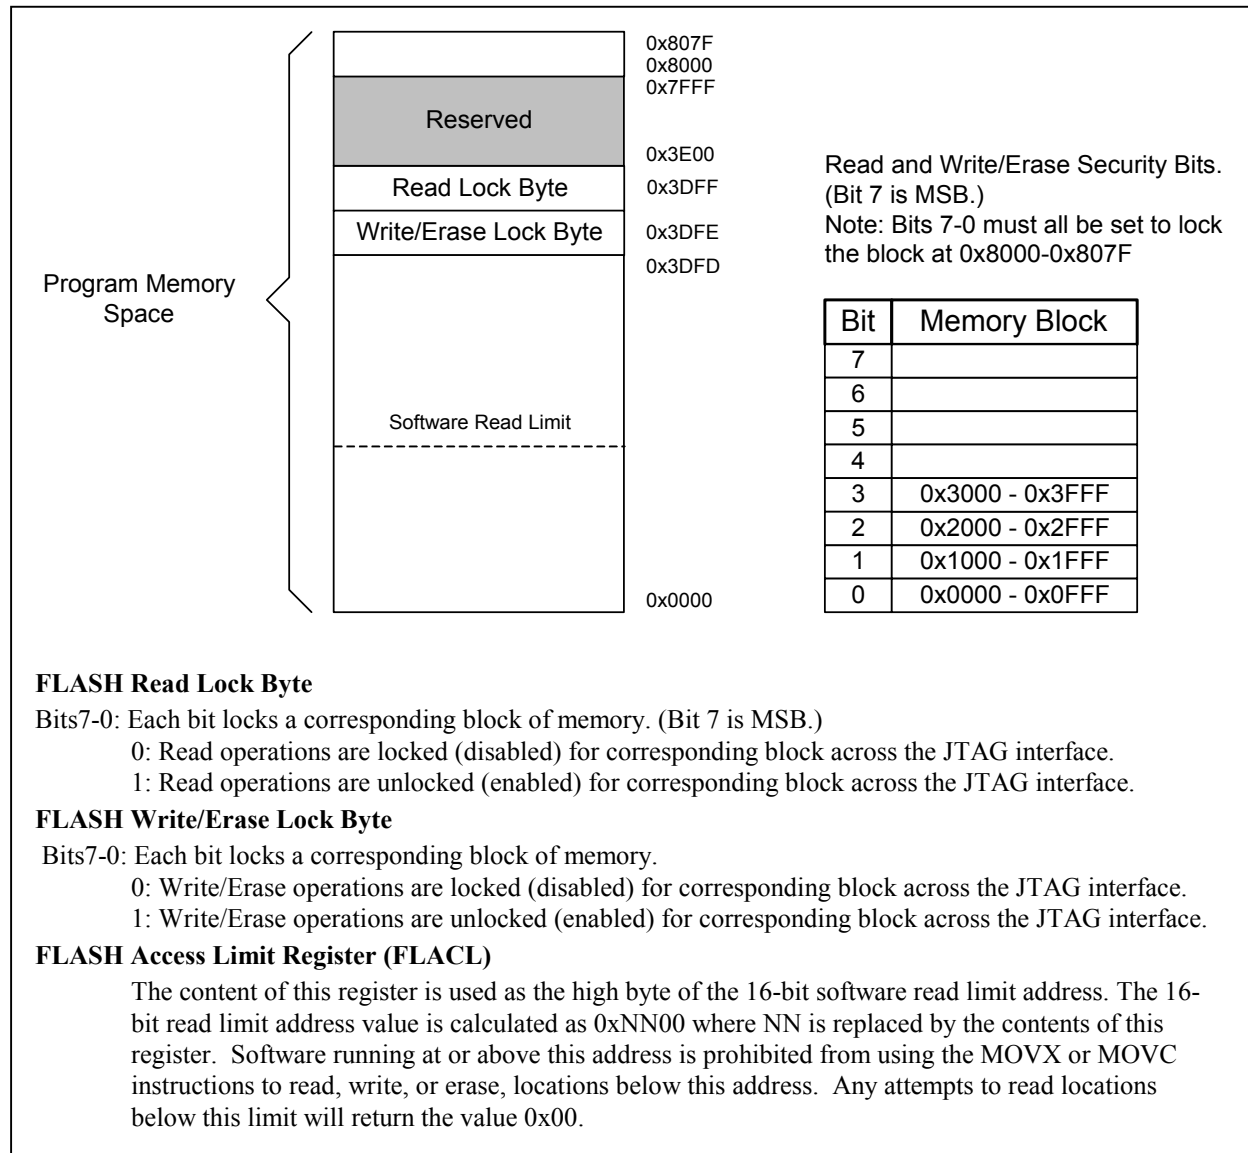 0x807F
0x8000
0x7FFF
Reserved
0x3E00
Read Lock Byte
0x3DFF
Write/Erase Lock Byte
0x3DFE
0x3DFD
Program Memory
Space
Software Read Limit
0x0000
Read and Write/Erase Security Bits.
(Bit 7 is MSB.)
Note: Bits 7-0 must all be set to lock
the block at 0x8000-0x807F
Bit Memory Block
7
6
5
4
3 0x3000 - 0x3FFF
2 0x2000 - 0x2FFF
1 0x1000 - 0x1FFF
0 0x0000 - 0x0FFF
FLASH Read Lock Byte
Bits7-0: Each bit locks a corresponding block of memory. (Bit 7 is MSB.)
0: Read operations are locked (disabled) for corresponding block across the JTAG interface.
1: Read operations are unlocked (enabled) for corresponding block across the JTAG interface.
FLASH Write/Erase Lock Byte
Bits7-0: Each bit locks a corresponding block of memory.
0: Write/Erase operations are locked (disabled) for corresponding block across the JTAG interface.
1: Write/Erase operations are unlocked (enabled) for corresponding block across the JTAG interface.
FLASH Access Limit Register (FLACL)
The content of this register is used as the high byte of the 16-bit software read limit address. The 16-
bit read limit address value is calculated as 0xNN00 where NN is replaced by the contents of this
register. Software running at or above this address is prohibited from using the MOVX or MOVC
instructions to read, write, or erase, locations below this address. Any attempts to read locations
below this limit will return the value 0x00.